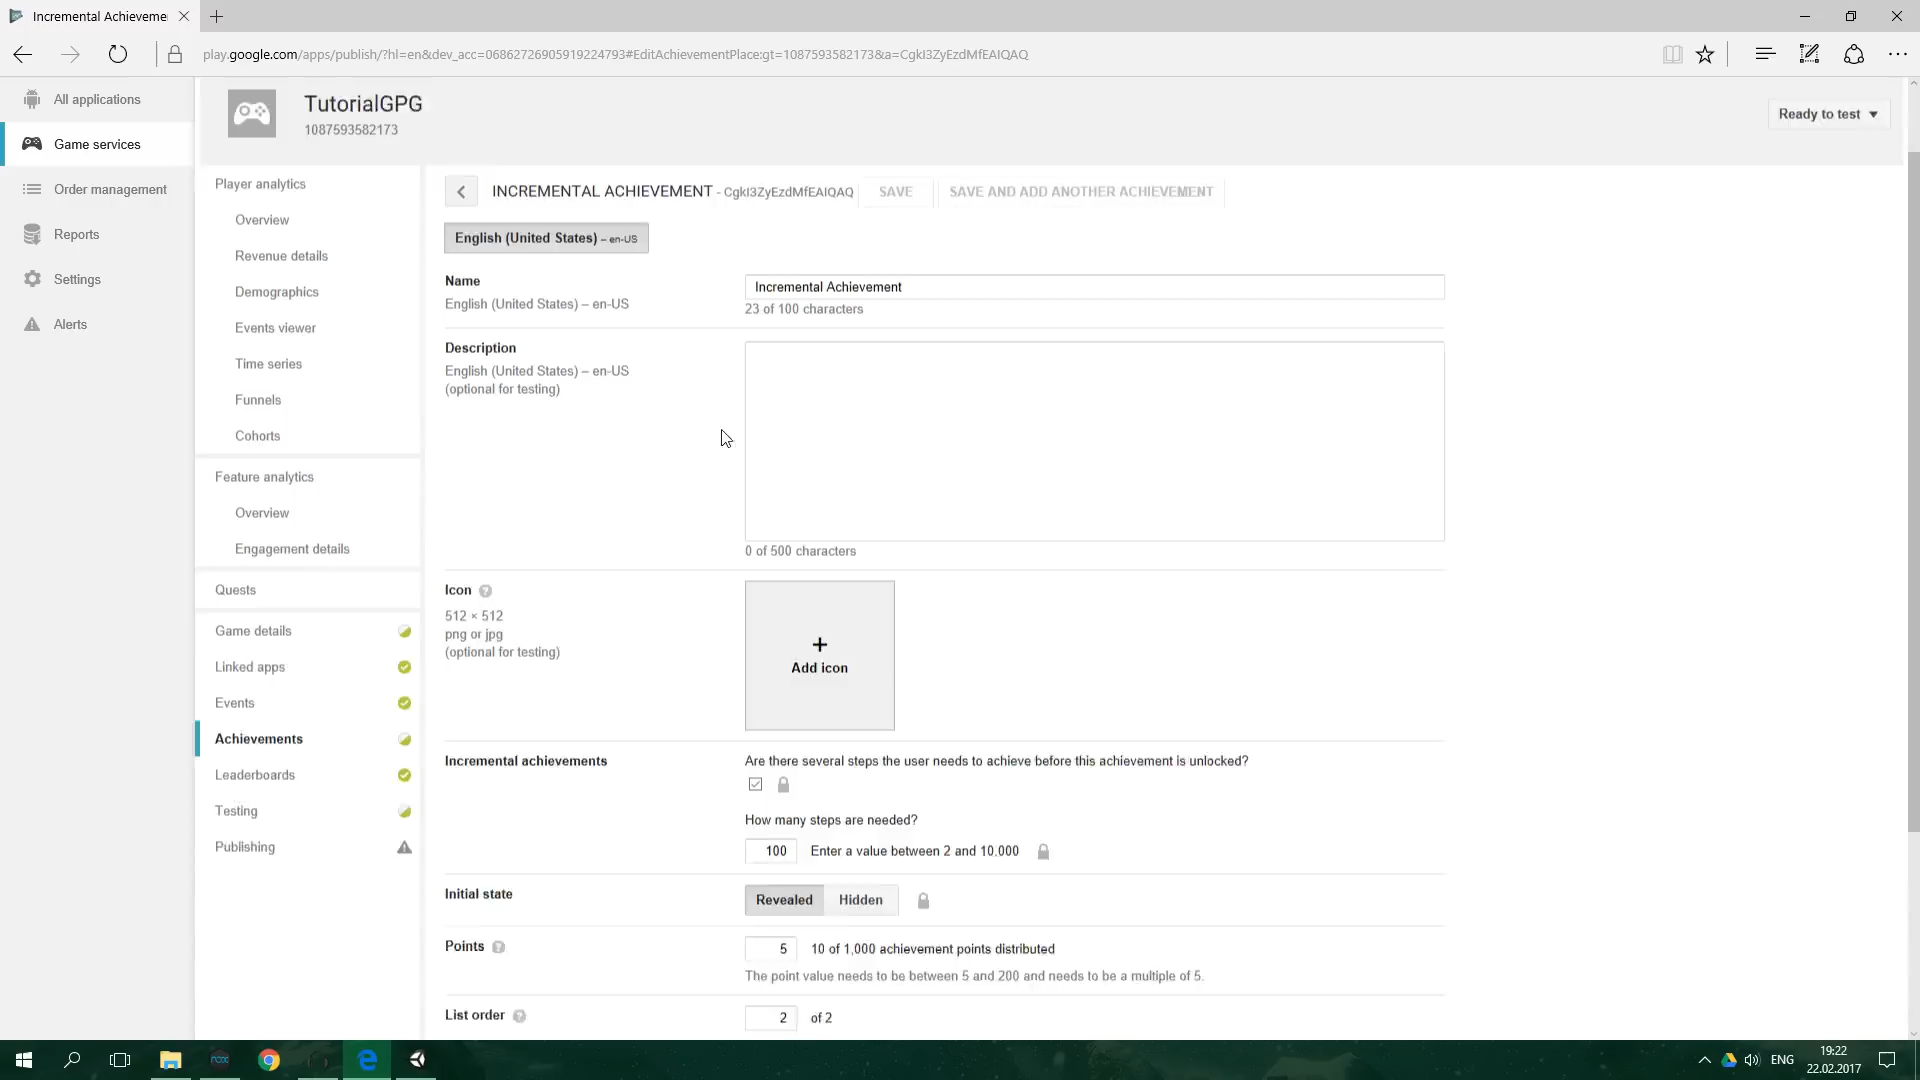 Incremental Achieveme
play.google.com/apps/publish/?hl=en&dev_acc=06862726905919224793#EditAchievementPlace:gt=1087593582173&a=CgkI3ZyEzdMfEAIQAQ
All applications
Game services
Order management
Reports
Settings
Alerts
TutorialGPG
1087593582173
Ready to test
Player analytics
Overview
Revenue details
Demographics
Events viewer
Time series
Funnels
Cohorts
Feature analytics
Overview
Engagement details
Quests
Game details
Linked apps
Events
Achievements
Leaderboards
Testing
Publishing
INCREMENTAL ACHIEVEMENT - CgkI3ZyEzdMfEAIQAQ
SAVE
SAVE AND ADD ANOTHER ACHIEVEMENT
English (United States) – en-US
Name
English (United States) – en-US
Incremental Achievement
23 of 100 characters
Description
English (United States) – en-US
(optional for testing)
0 of 500 characters
Icon ?
512 × 512
png or jpg
(optional for testing)
+
Add icon
Incremental achievements
Are there several steps the user needs to achieve before this achievement is unlocked?
How many steps are needed?
100 Enter a value between 2 and 10,000
Initial state
Revealed Hidden
Points ?
5 10 of 1,000 achievement points distributed
The point value needs to be between 5 and 200 and needs to be a multiple of 5.
List order ?
2 of 2
nox
ENG
19:22
22.02.2017